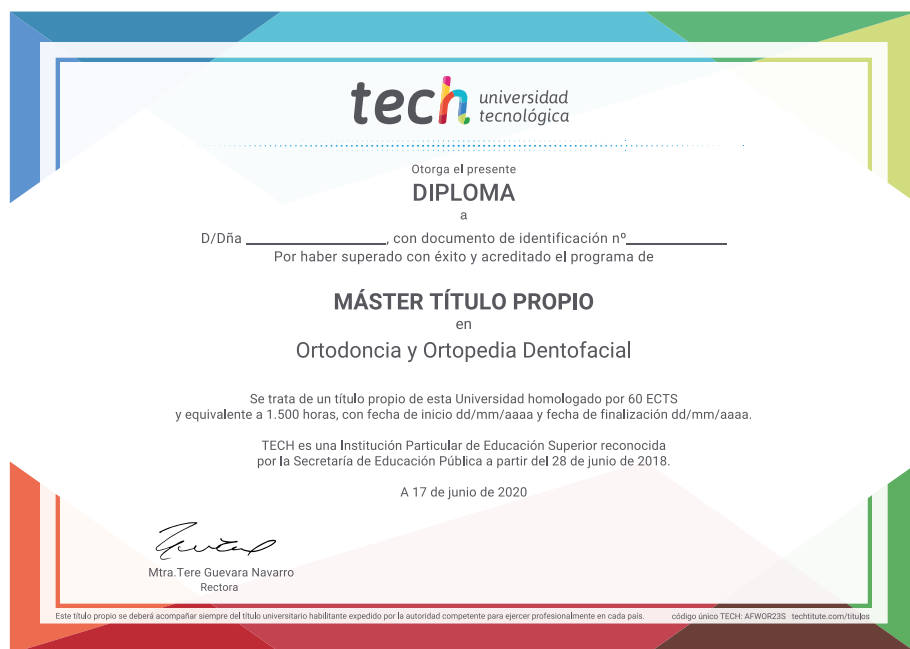 tech universidad
tecnológica
Otorga el presente
DIPLOMA
a
D/Dña ________________, con documento de identificación nº____________
Por haber superado con éxito y acreditado el programa de
MÁSTER TÍTULO PROPIO
en
Ortodoncia y Ortopedia Dentofacial
Se trata de un título propio de esta Universidad homologado por 60 ECTS
y equivalente a 1.500 horas, con fecha de inicio dd/mm/aaaa y fecha de finalización dd/mm/aaaa.
TECH es una Institución Particular de Educación Superior reconocida
por la Secretaría de Educación Pública a partir del 28 de junio de 2018.
A 17 de junio de 2020
Mtra.Tere Guevara Navarro
Rectora
Este título propio se deberá acompañar siempre del título universitario habilitante expedido por la autoridad competente para ejercer profesionalmente en cada país. código único TECH: AFWOR23S techtitute.com/titulos